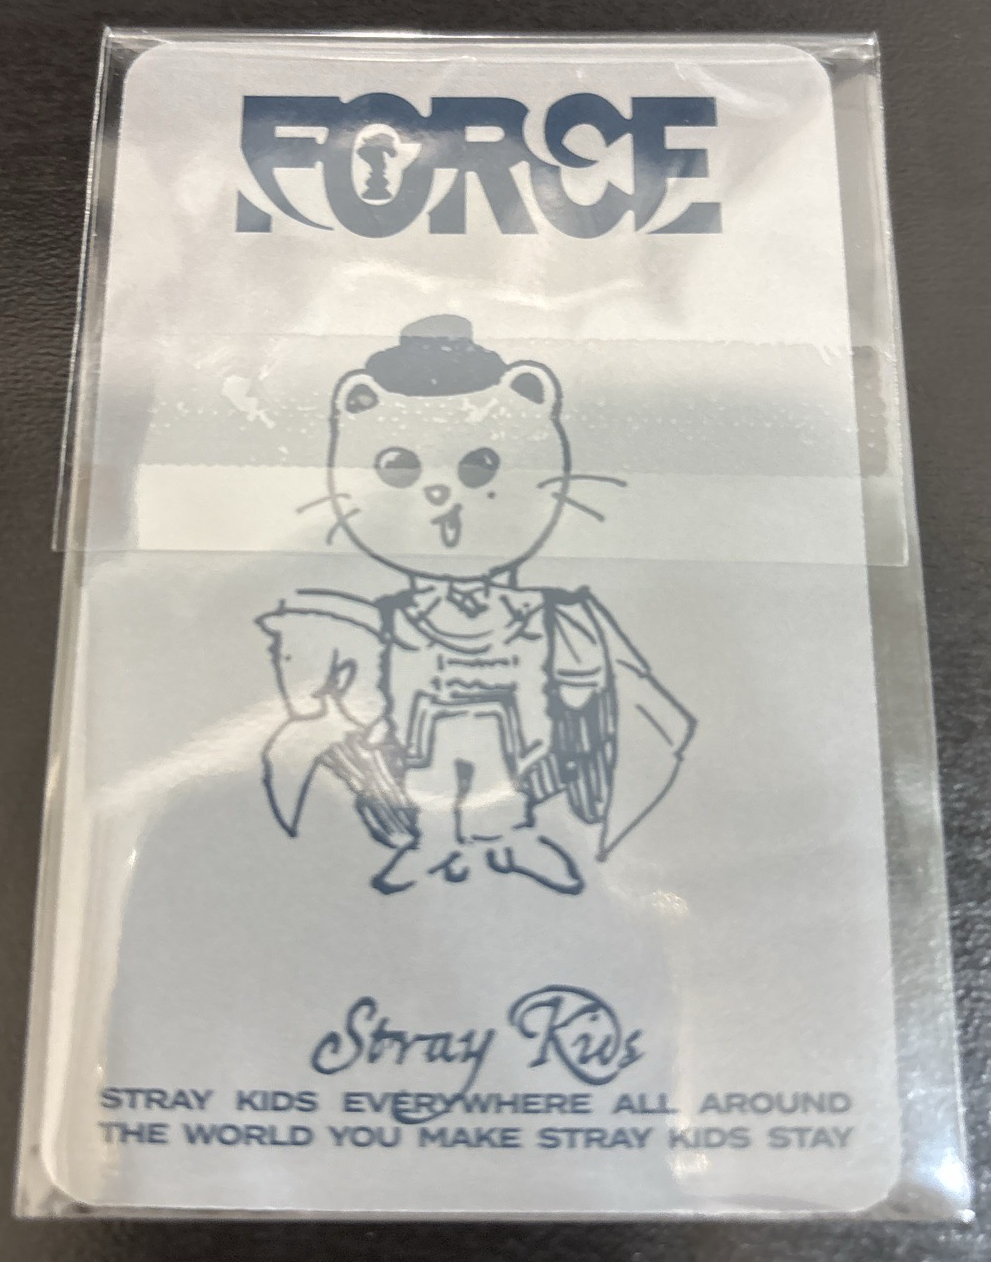 FORCE
Stray Kids
STRAY KIDS EVERYWHERE ALL AROUND
THE WORLD YOU MAKE STRAY KIDS STAY